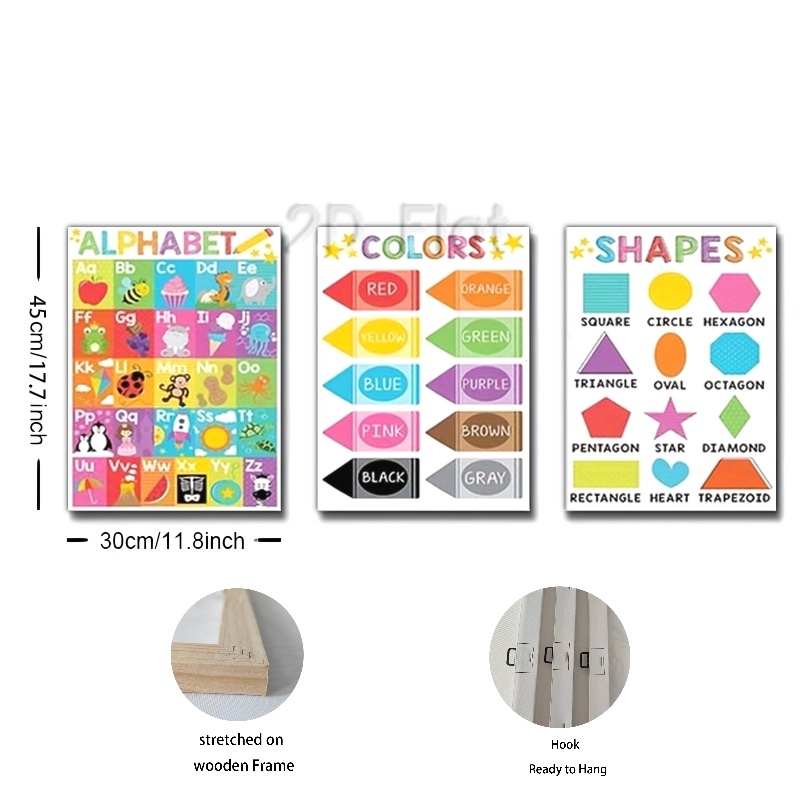 2D Flat
ALPHABET
COLORS
SHAPES
Aa Bb Cc Dd Ee
Ff Gg Hh Ii Jj
Kk Ll Mm Nn Oo
Pp Qq Rr Ss Tt
Uu Vv Ww Xx Yy Zz
RED ORANGE
YELLOW GREEN
BLUE PURPLE
PINK BROWN
BLACK GRAY
SQUARE CIRCLE HEXAGON
TRIANGLE OVAL OCTAGON
PENTAGON STAR DIAMOND
RECTANGLE HEART TRAPEZOID
45cm/17.7inch
30cm/11.8inch
stretched on
wooden Frame
Hook
Ready to Hang